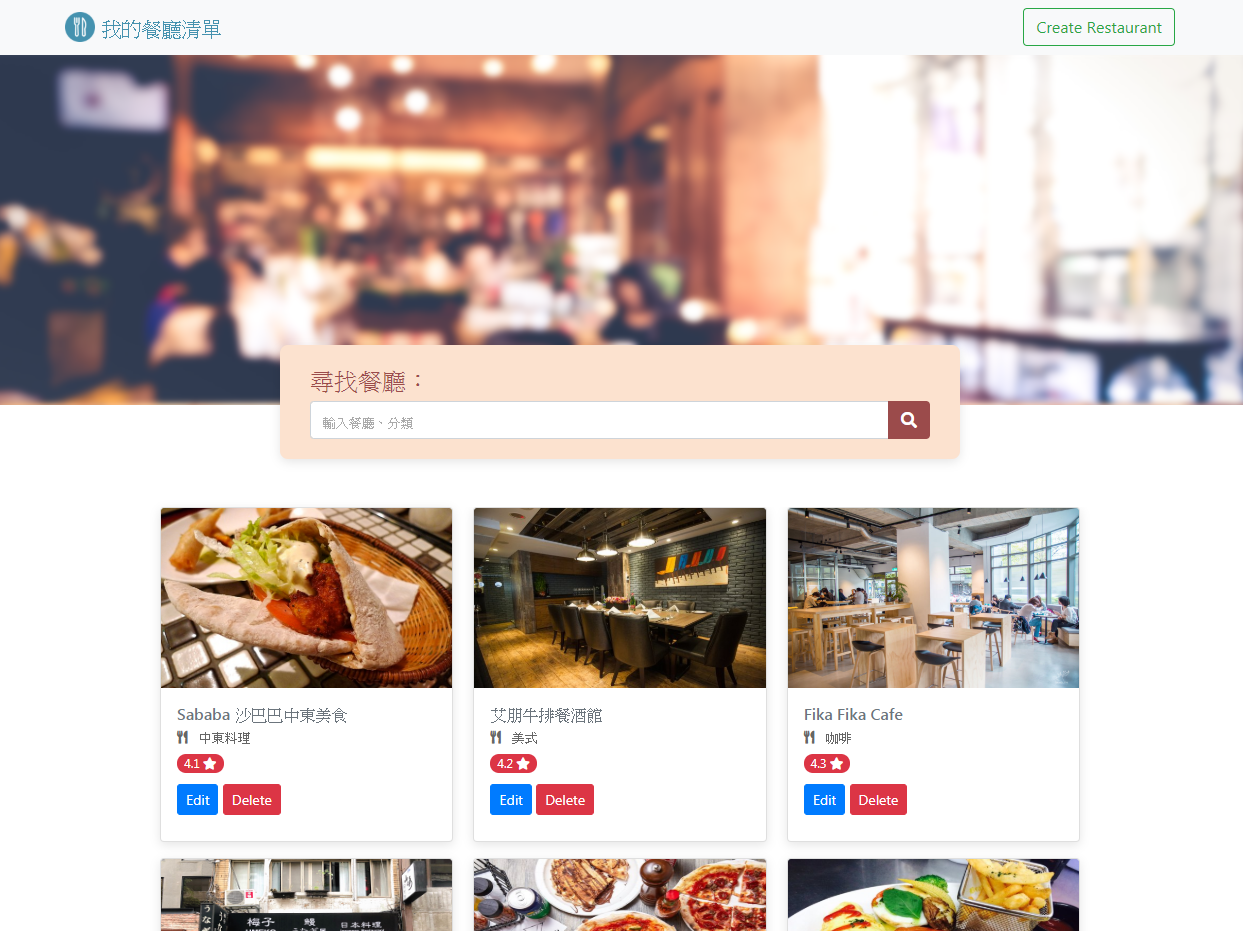 我的餐廳清單
Create Restaurant
尋找餐廳：
輸入餐廳、分類
Sababa 沙巴巴中東美食
中東料理
4.1
Edit Delete
艾朋牛排餐酒館
美式
4.2
Edit Delete
Fika Fika Cafe
咖啡
4.3
Edit Delete
梅子 鰻 日本料理